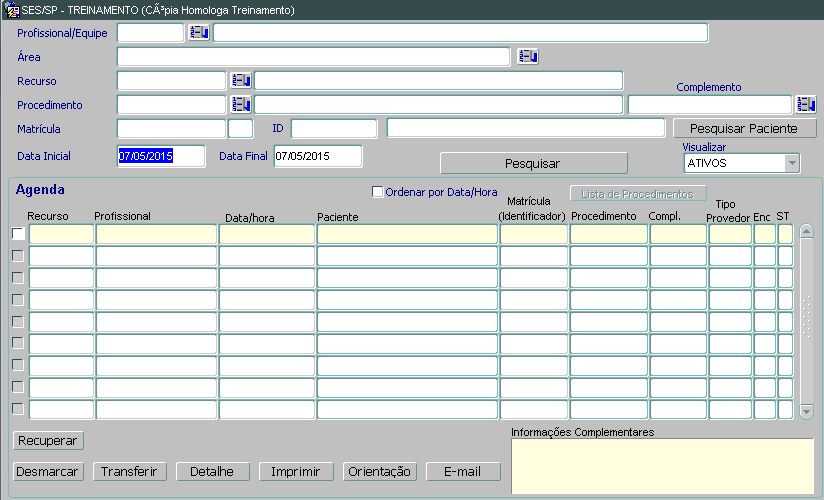 SES/SP - TREINAMENTO (CÃ³pia Homologa Treinamento)
Profissional/Equipe
Área
Recurso
Complemento
Procedimento
Matrícula ID Pesquisar Paciente
Data Inicial 07/05/2015 Data Final 07/05/2015 Pesquisar
Visualizar
ATIVOS
Agenda
Ordenar por Data/Hora Lista de Procedimentos
Recurso Profissional Data/hora Paciente Matrícula (Identificador) Procedimento Compl. Tipo Provedor Enc ST
Recuperar
Informações Complementares
Desmarcar Transferir Detalhe Imprimir Orientação E-mail